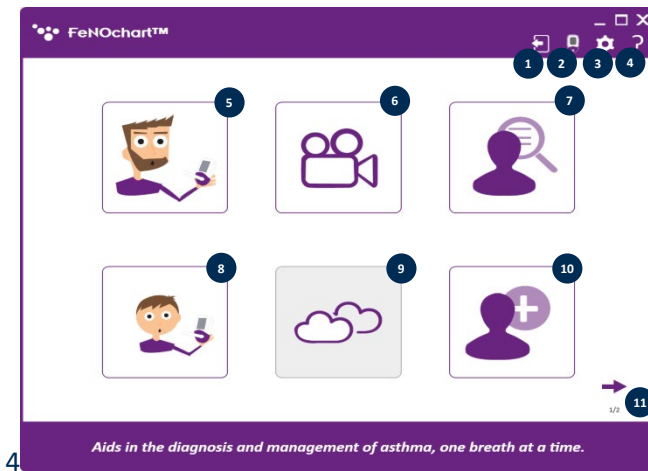 FeNOchart™
?
1 2 3 4
5 6 7
8 9 10
11
1/2
Aids in the diagnosis and management of asthma, one breath at a time.
4